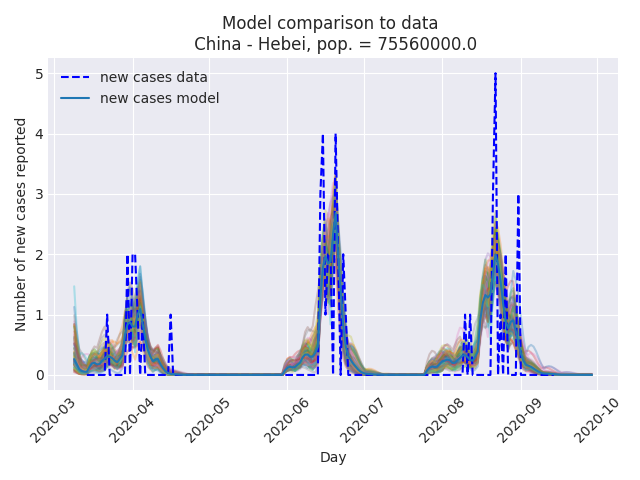 Model comparison to data
China - Hebei, pop. = 75560000.0
new cases data
new cases model
Number of new cases reported
5
4
3
2
1
0
2020-03
2020-04
2020-05
2020-06
2020-07
2020-08
2020-09
2020-10
Day